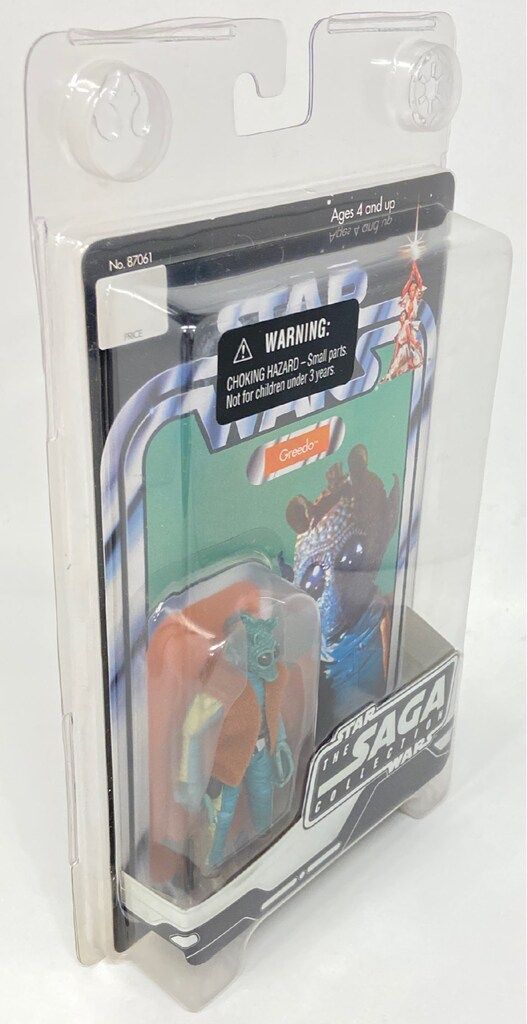 Ages 4 and up
Ages 4 and up
No. 87061
PRICE
STAR
WARS
WARNING:
CHOKING HAZARD – Small parts.
Not for children under 3 years.
Greedo™
STAR
THE SAGA
COLLECTION
WARS